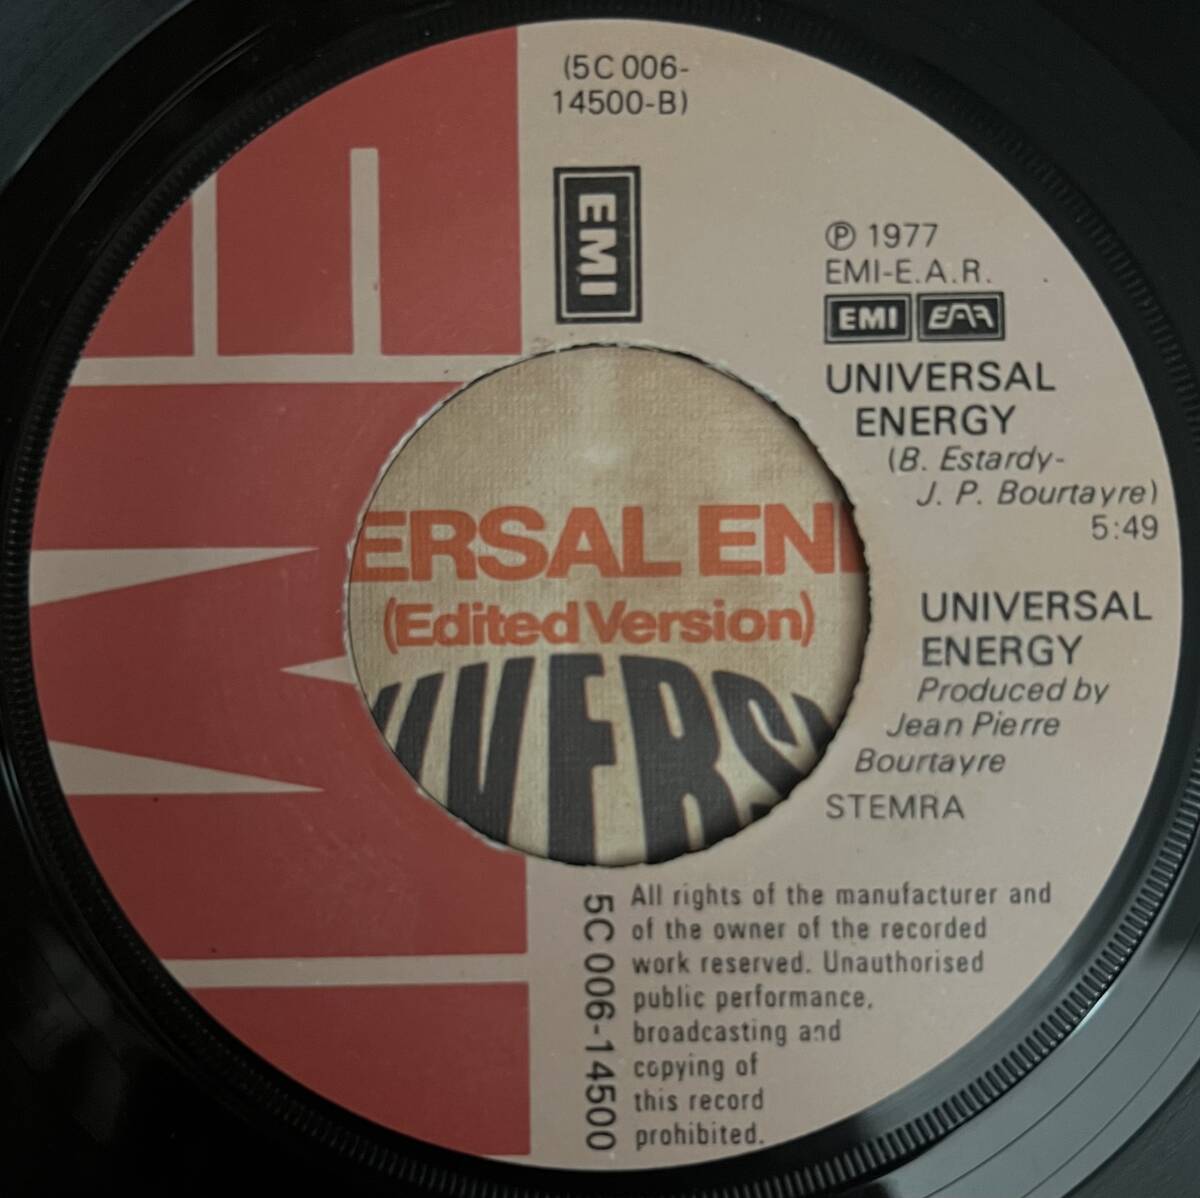 (5C 006-
14500-B)
EMI
℗ 1977
EMI-E.A.R.
EMI EAR
UNIVERSAL
ENERGY
(B. Estardy-
J. P. Bourtayre)
5:49
UNIVERSAL
ENERGY
Produced by
Jean Pierre
Bourtayre
STEMRA
5C 006-14500
All rights of the manufacturer and
of the owner of the recorded
work reserved. Unauthorised
public performance,
broadcasting and
copying of
this record
prohibited.
ERSAL EN
(Edited Version)
IVERS
EMI